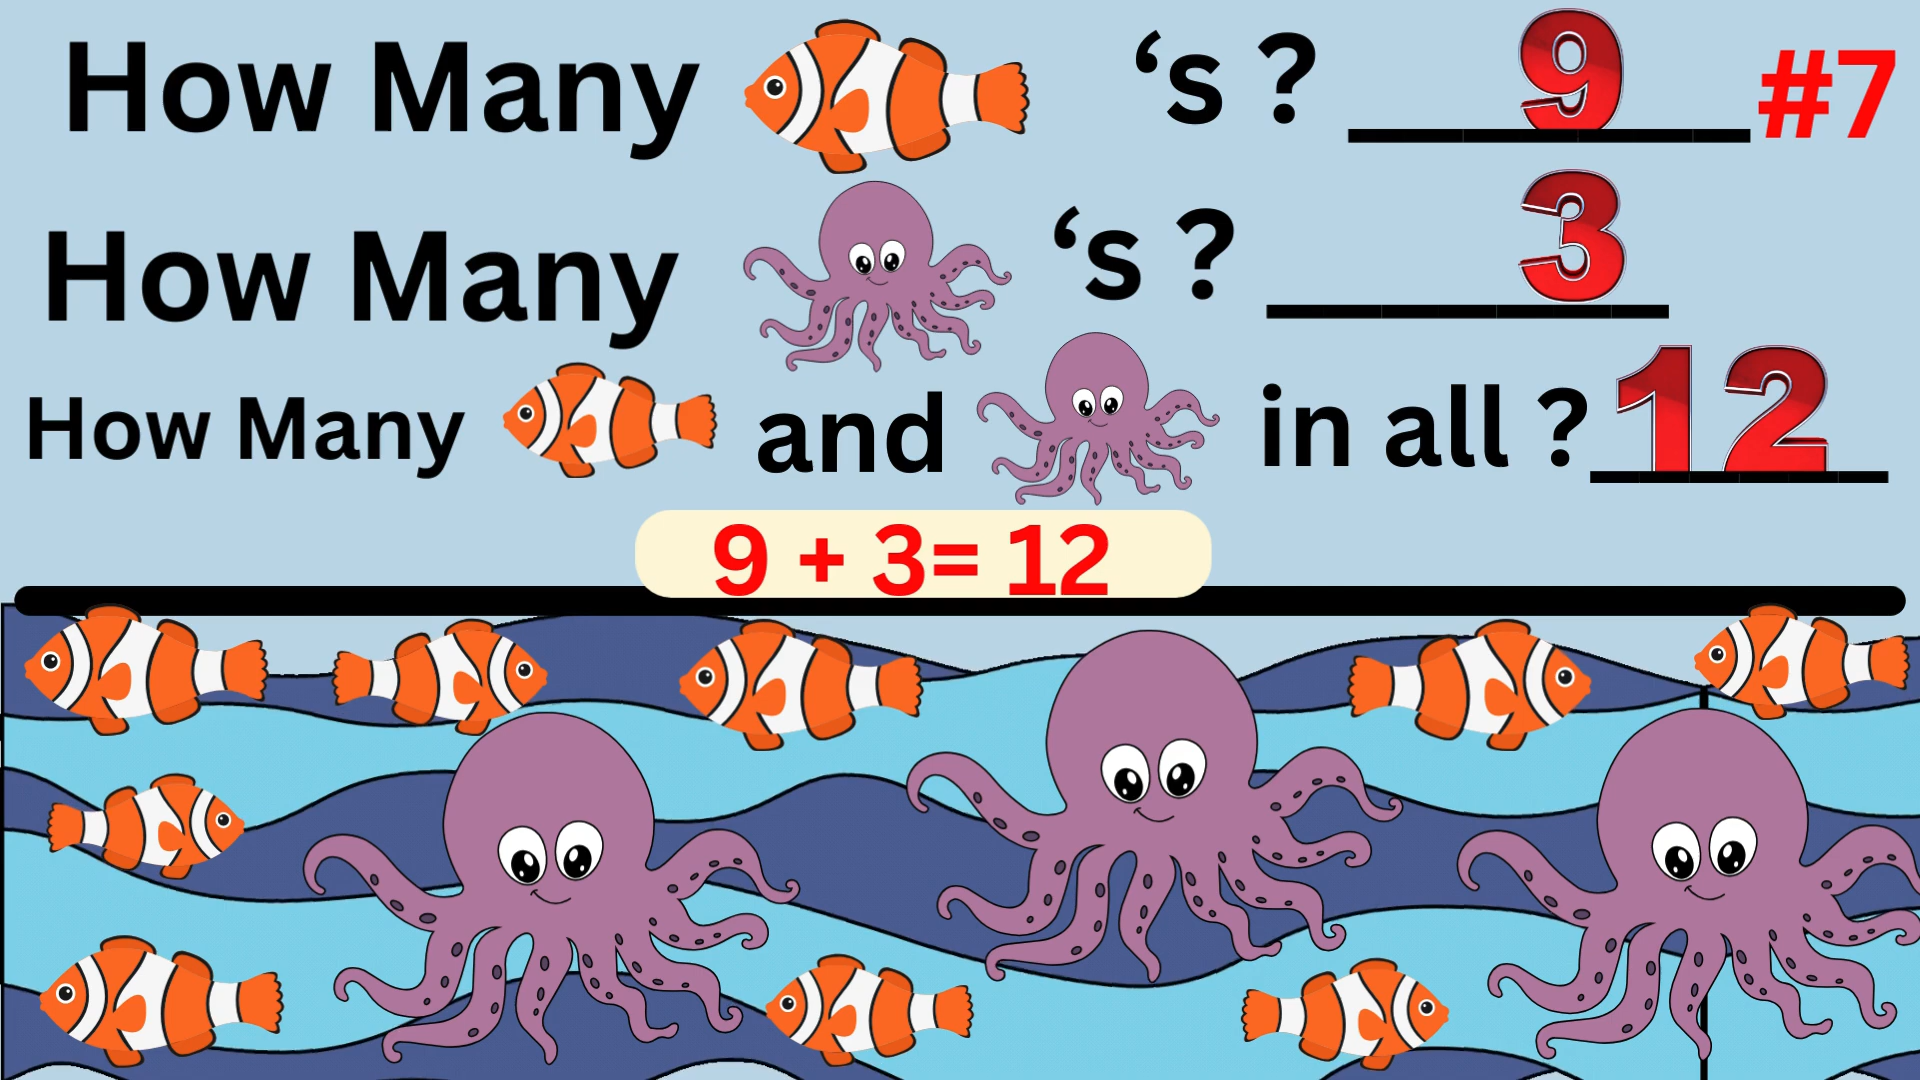 How Many ‘s ? 9 #7
How Many ‘s ? 3
How Many and in all ? 12
9 + 3= 12